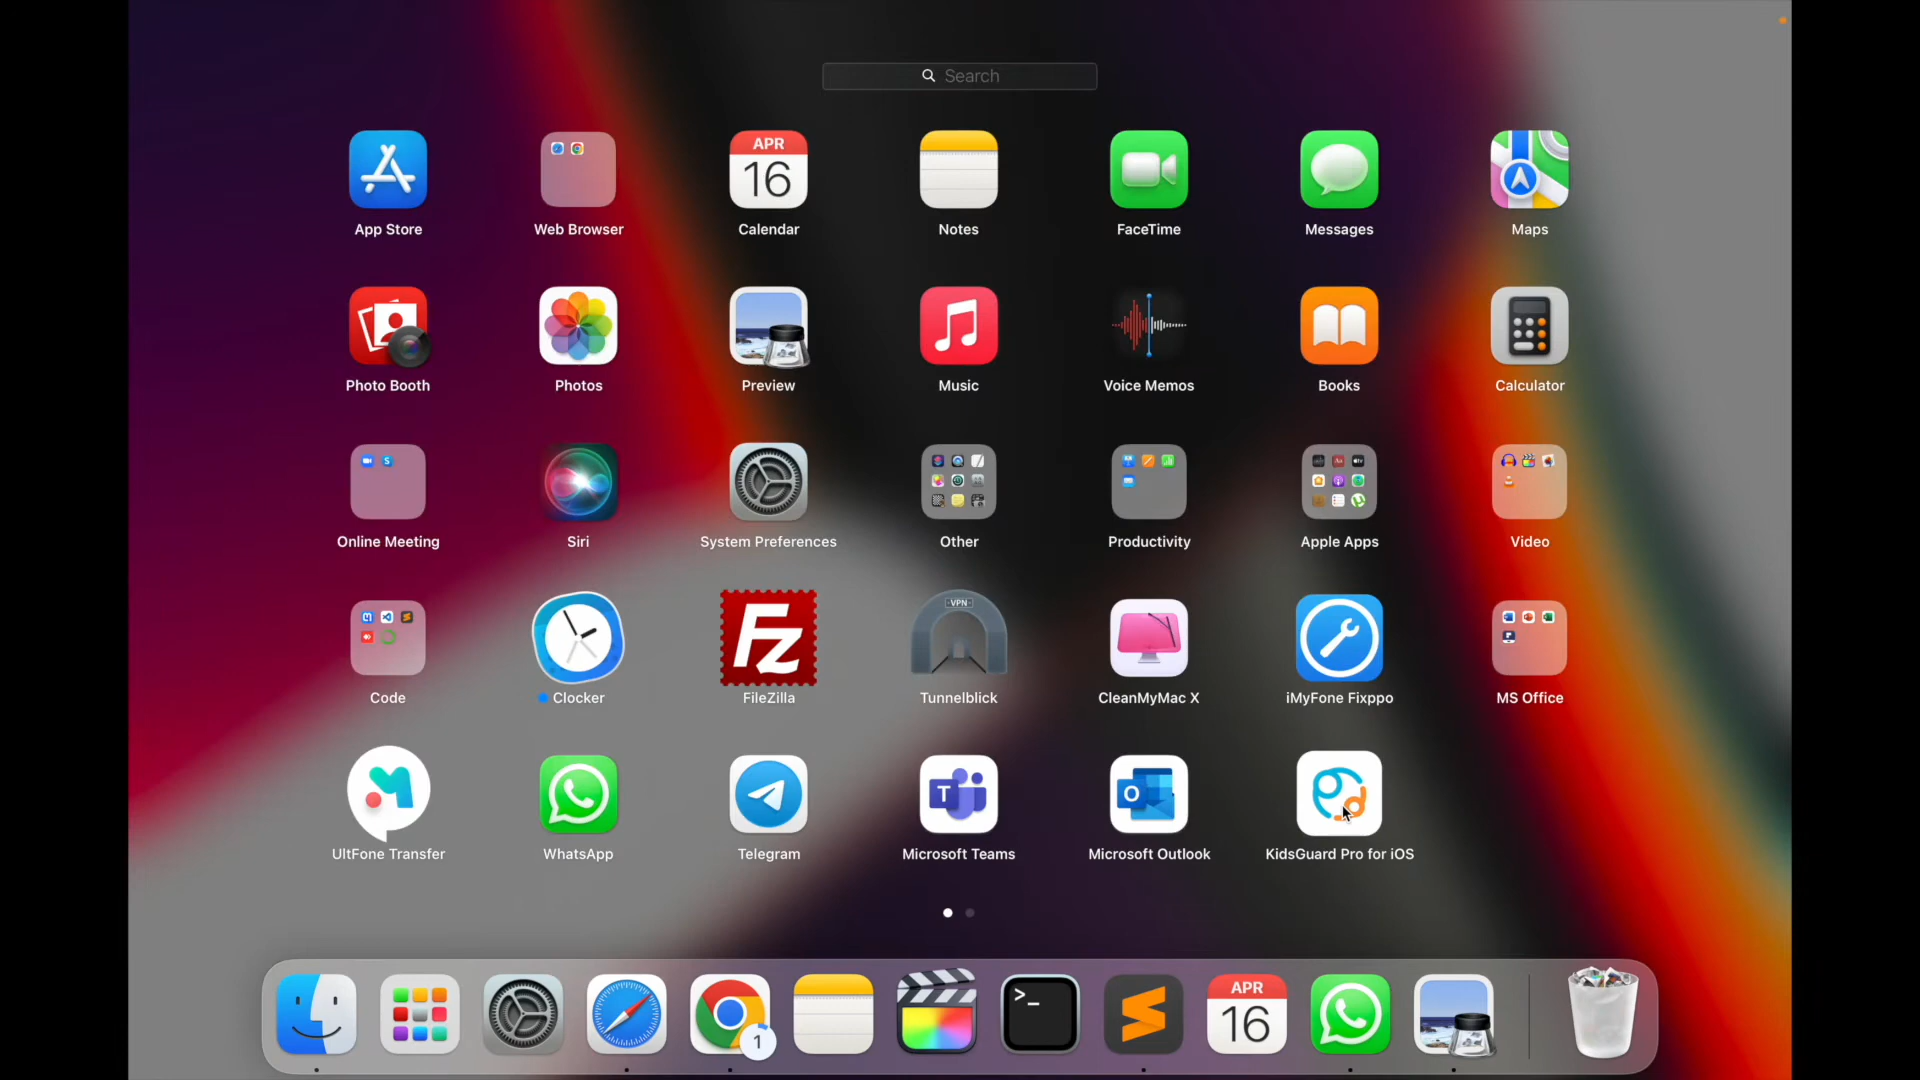 Search
APR
16
App Store
Web Browser
Calendar
Notes
FaceTime
Messages
Maps
Photo Booth
Photos
Preview
Music
Voice Memos
Books
Calculator
Online Meeting
Siri
System Preferences
Other
Productivity
Apple Apps
Video
Fz
VPN
Code
Clocker
FileZilla
Tunnelblick
CleanMyMac X
iMyFone Fixppo
MS Office
T
O
UltFone Transfer
WhatsApp
Telegram
Microsoft Teams
Microsoft Outlook
KidsGuard Pro for iOS
1
>_
APR
16